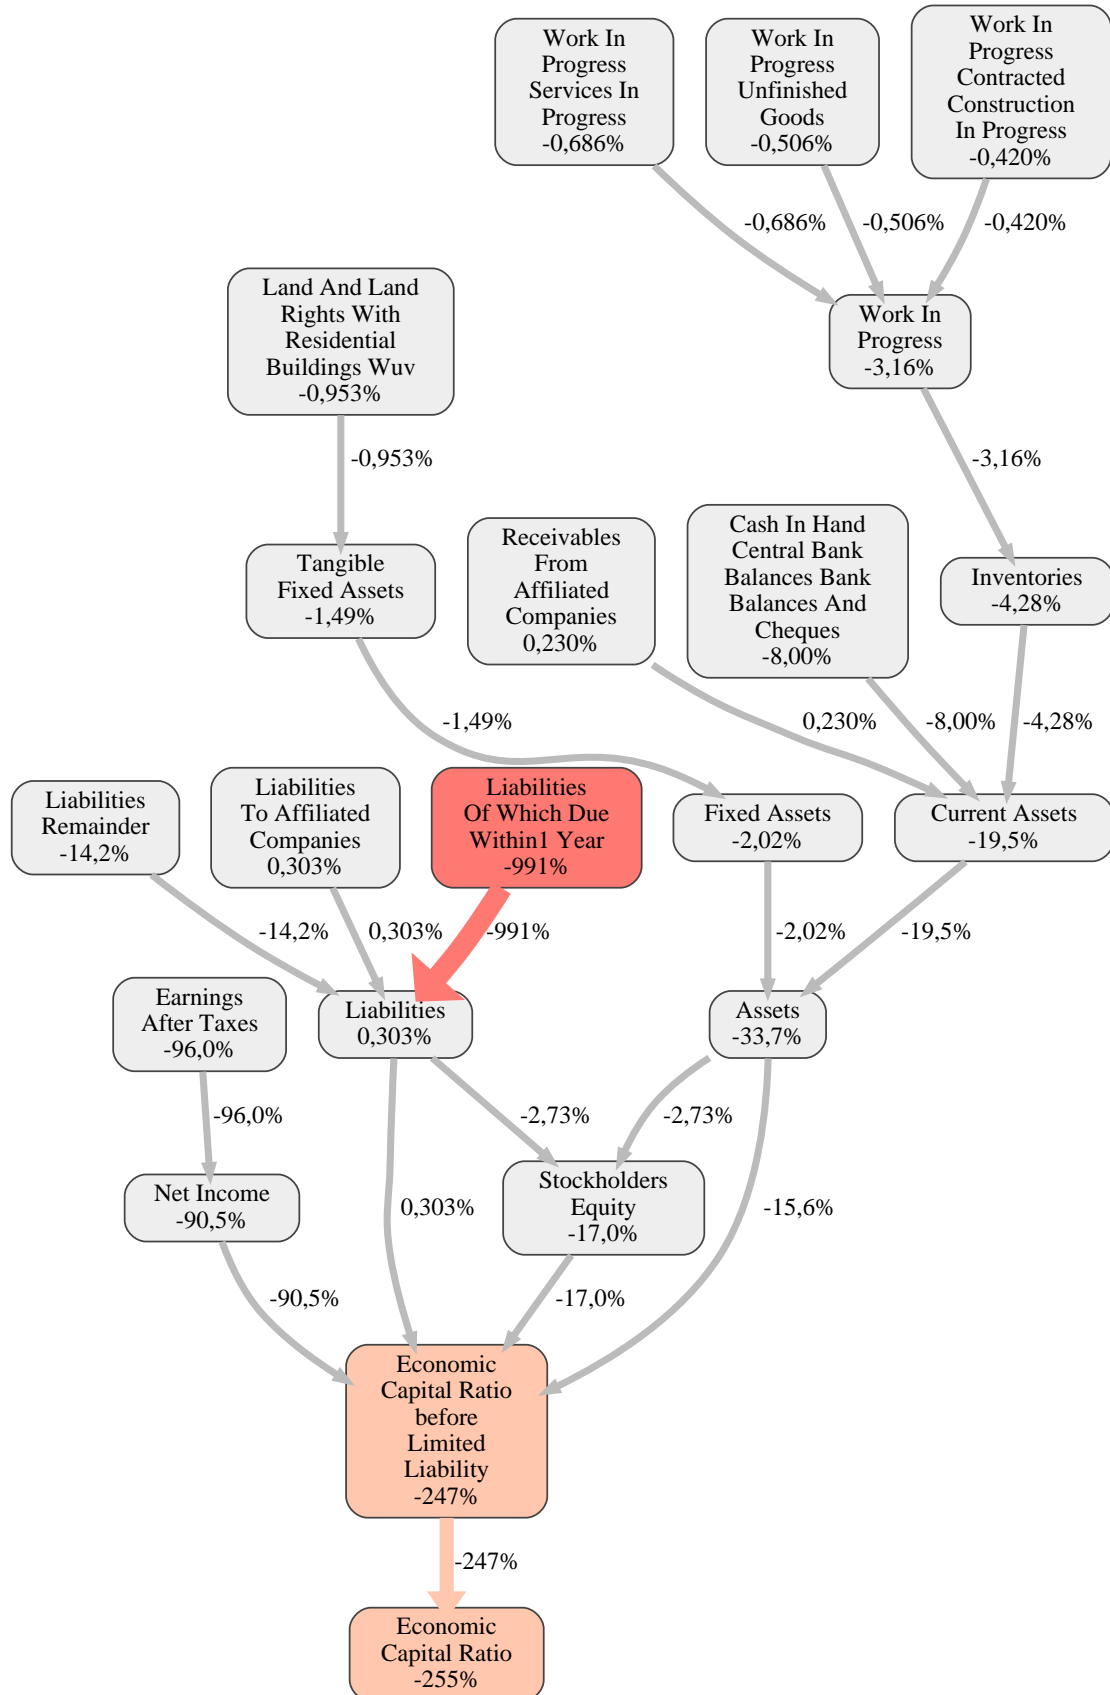 Work In
Progress
Services In
Progress
-0,686%
Work In
Progress
Unfinished
Goods
-0,506%
Work In
Progress
Contracted
Construction
In Progress
-0,420%
-0,686%
-0,506%
-0,420%
Land And Land
Rights With
Residential
Buildings Wuv
-0,953%
Work In
Progress
-3,16%
-0,953%
-3,16%
Tangible
Fixed Assets
-1,49%
Receivables
From
Affiliated
Companies
0,230%
Cash In Hand
Central Bank
Balances Bank
Balances And
Cheques
-8,00%
Inventories
-4,28%
-1,49%
0,230%
-8,00%
-4,28%
Liabilities
Remainder
-14,2%
Liabilities
To Affiliated
Companies
0,303%
Liabilities
Of Which Due
Within1 Year
-991%
Fixed Assets
-2,02%
Current Assets
-19,5%
-14,2%
0,303%
-991%
-2,02%
-19,5%
Earnings
After Taxes
-96,0%
Liabilities
0,303%
Assets
-33,7%
-96,0%
-2,73%
-2,73%
Net Income
-90,5%
0,303%
Stockholders
Equity
-17,0%
-15,6%
-90,5%
-17,0%
Economic
Capital Ratio
before
Limited
Liability
-247%
-247%
Economic
Capital Ratio
-255%